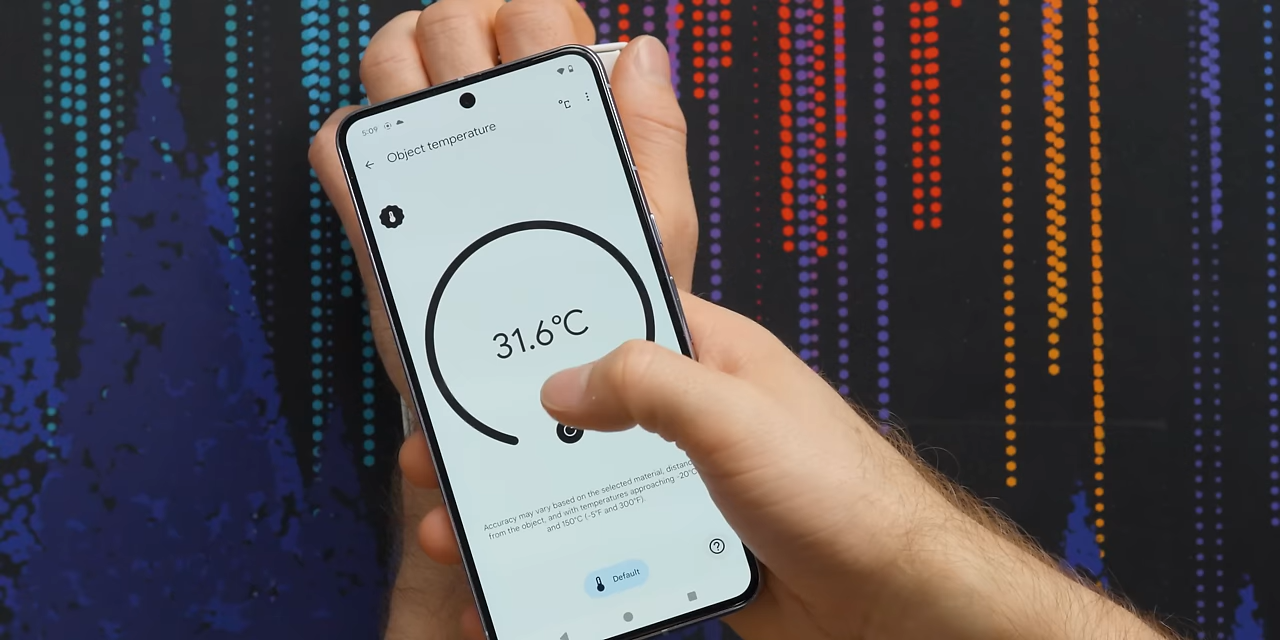 5:09
°C
Object temperature
31.6°C
Accuracy may vary based on the selected material, distance
from the object, and with temperatures approaching -20°C
and 150°C (-5°F and 300°F).
Default